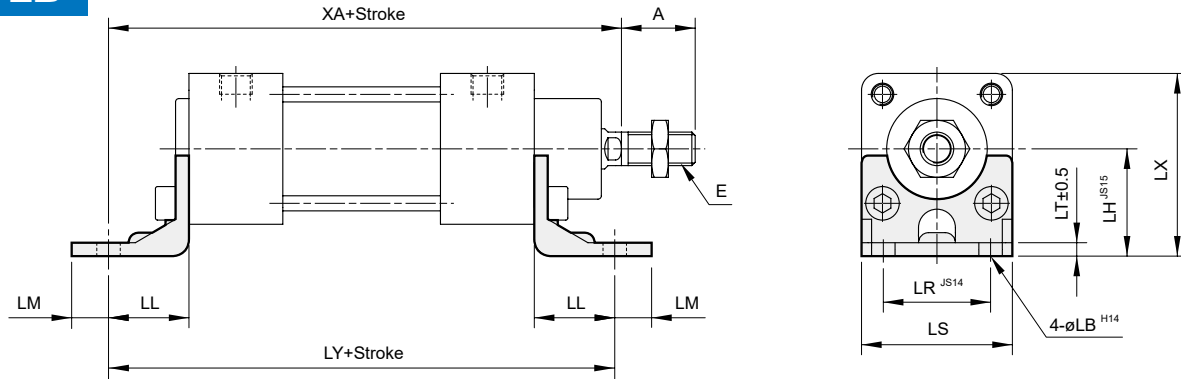 XA+Stroke
A
E
LM
LL
LL
LM
LY+Stroke
LX
LH JS15
LT±0.5
LR JS14
LS
4-øLB H14